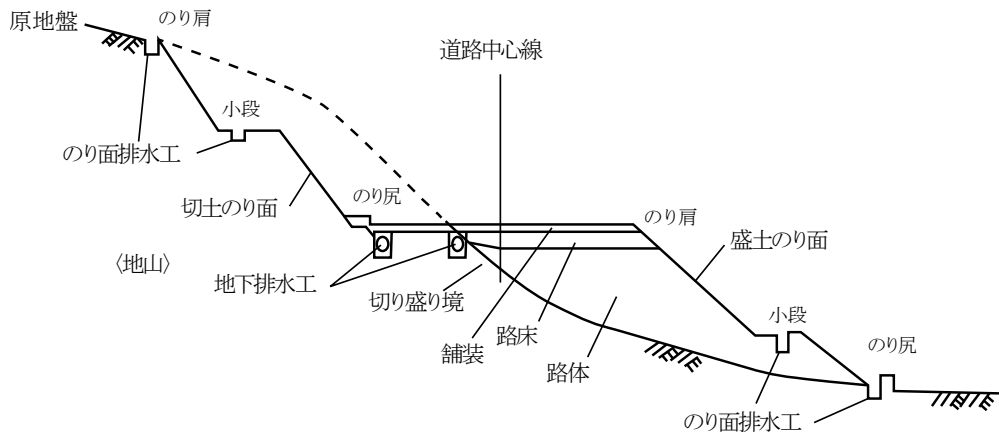 原地盤
のり肩
道路中心線
小段
のり面排水工
切土のり面
のり尻
のり肩
盛土のり面
〈地山〉
地下排水工
切り盛り境
小段
路床
舗装
のり尻
路体
のり面排水工